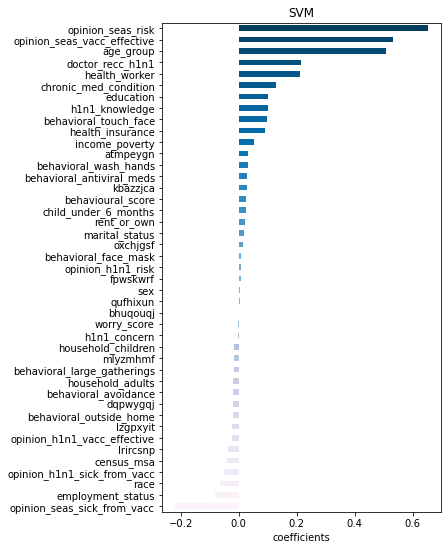 SVM
opinion_seas_risk
opinion_seas_vacc_effective
age_group
doctor_recc_h1n1
health_worker
chronic_med_condition
education
h1n1_knowledge
behavioral_touch_face
health_insurance
income_poverty
atmpeygn
behavioral_wash_hands
behavioral_antiviral_meds
kbazzjca
behavioural_score
child_under_6_months
rent_or_own
marital_status
oxchjgsf
behavioral_face_mask
opinion_h1n1_risk
fpwskwrf
sex
qufhixun
bhuqouqj
worry_score
h1n1_concern
household_children
mlyzmhmf
behavioral_large_gatherings
household_adults
behavioral_avoidance
dqpwygqj
behavioral_outside_home
lzgpxyit
opinion_h1n1_vacc_effective
lrircsnp
census_msa
opinion_h1n1_sick_from_vacc
race
employment_status
opinion_seas_sick_from_vacc
−0.2 0.0 0.2 0.4 0.6
coefficients